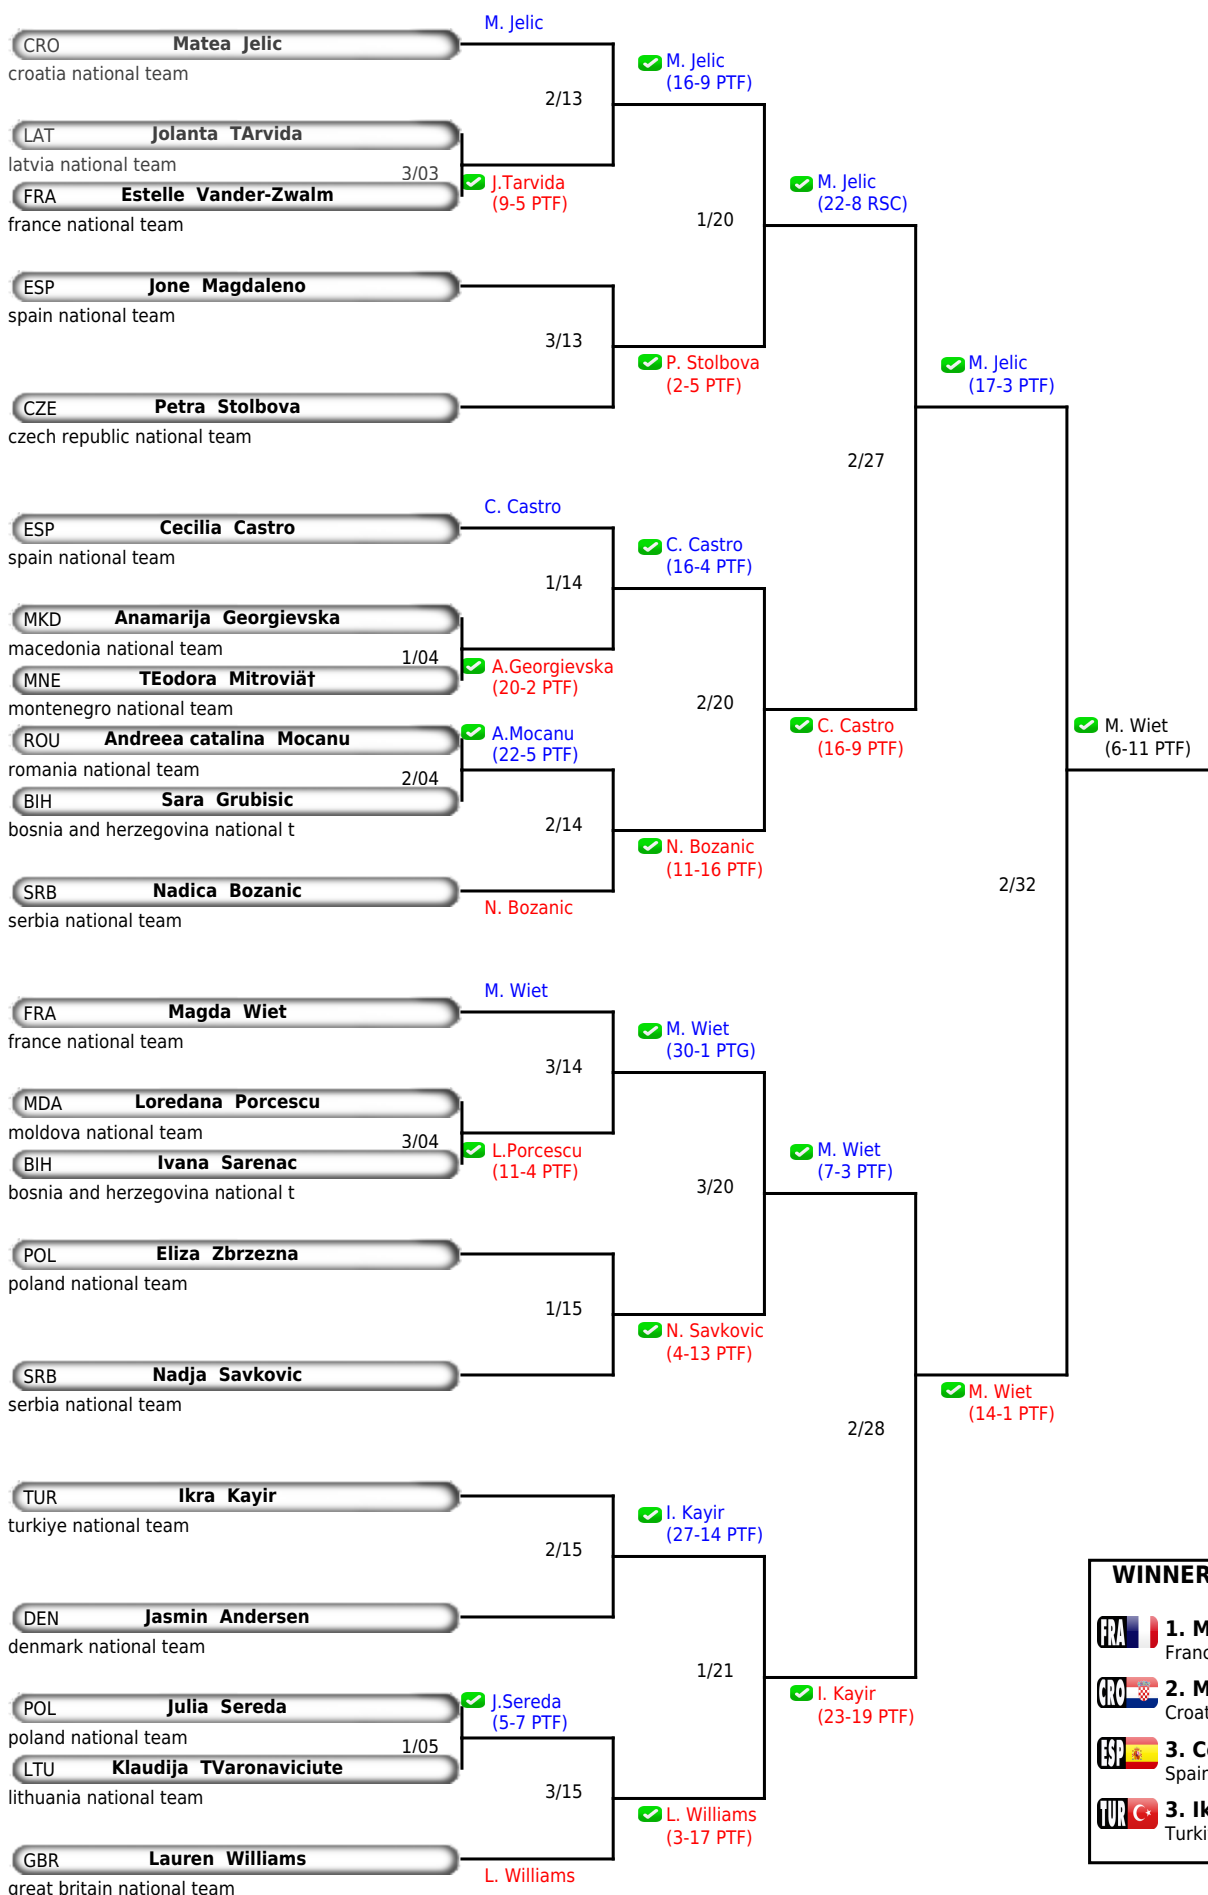 M. Jelic
CRO Matea Jelic
croatia national team
M. Jelic
(16-9 PTF)
2/13
LAT Jolanta TArvida
latvia national team
3/03
J.Tarvida
(9-5 PTF)
FRA Estelle Vander-Zwalm
france national team
M. Jelic
(22-8 RSC)
1/20
ESP Jone Magdaleno
spain national team
3/13
P. Stolbova
(2-5 PTF)
M. Jelic
(17-3 PTF)
CZE Petra Stolbova
czech republic national team
2/27
C. Castro
ESP Cecilia Castro
spain national team
C. Castro
(16-4 PTF)
1/14
MKD Anamarija Georgievska
macedonia national team
1/04
A.Georgievska
(20-2 PTF)
MNE TEodora Mitroviä†
montenegro national team
2/20
C. Castro
(16-9 PTF)
M. Wiet
(6-11 PTF)
ROU Andreea catalina Mocanu
A.Mocanu
(22-5 PTF)
romania national team
2/04
BIH Sara Grubisic
bosnia and herzegovina national t
2/14
N. Bozanic
(11-16 PTF)
SRB Nadica Bozanic
N. Bozanic
serbia national team
2/32
M. Wiet
FRA Magda Wiet
france national team
M. Wiet
(30-1 PTG)
3/14
MDA Loredana Porcescu
moldova national team
3/04
L.Porcescu
(11-4 PTF)
BIH Ivana Sarenac
bosnia and herzegovina national t
M. Wiet
(7-3 PTF)
3/20
POL Eliza Zbrzezna
poland national team
1/15
N. Savkovic
(4-13 PTF)
SRB Nadja Savkovic
serbia national team
M. Wiet
(14-1 PTF)
2/28
TUR Ikra Kayir
turkiye national team
I. Kayir
(27-14 PTF)
2/15
DEN Jasmin Andersen
denmark national team
1/21
I. Kayir
(23-19 PTF)
POL Julia Sereda
J.Sereda
(5-7 PTF)
poland national team
1/05
LTU Klaudija TVaronaviciute
lithuania national team
3/15
L. Williams
(3-17 PTF)
GBR Lauren Williams
L. Williams
great britain national team
WINNER
FRA 1. M
Franc
CRO 2. M
Croat
ESP 3. Ce
Spain
TUR 3. Ik
Turki